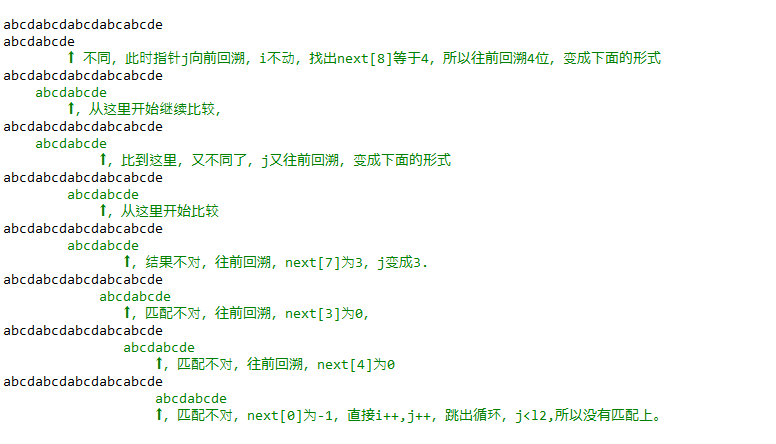 abcdabcdabcdabcabcde
abcdabcde
↑ 不同, 此时指针j向前回溯, i不动, 找出next[8]等于4, 所以往前回溯4位, 变成下面的形式
abcdabcdabcdabcabcde
abcdabcde
↑, 从这里开始继续比较,
abcdabcdabcdabcabcde
abcdabcde
↑, 比到这里, 又不同了, j又往前回溯, 变成下面的形式
abcdabcdabcdabcabcde
abcdabcde
↑, 从这里开始比较
abcdabcdabcdabcabcde
abcdabcde
↑, 结果不对, 往前回溯, next[7]为3, j变成3.
abcdabcdabcdabcabcde
abcdabcde
↑, 匹配不对, 往前回溯, next[3]为0,
abcdabcdabcdabcabcde
abcdabcde
↑, 匹配不对, 往前回溯, next[4]为0
abcdabcdabcdabcabcde
abcdabcde
↑, 匹配不对, next[0]为-1, 直接i++,j++, 跳出循环, j<l2,所以没有匹配上。